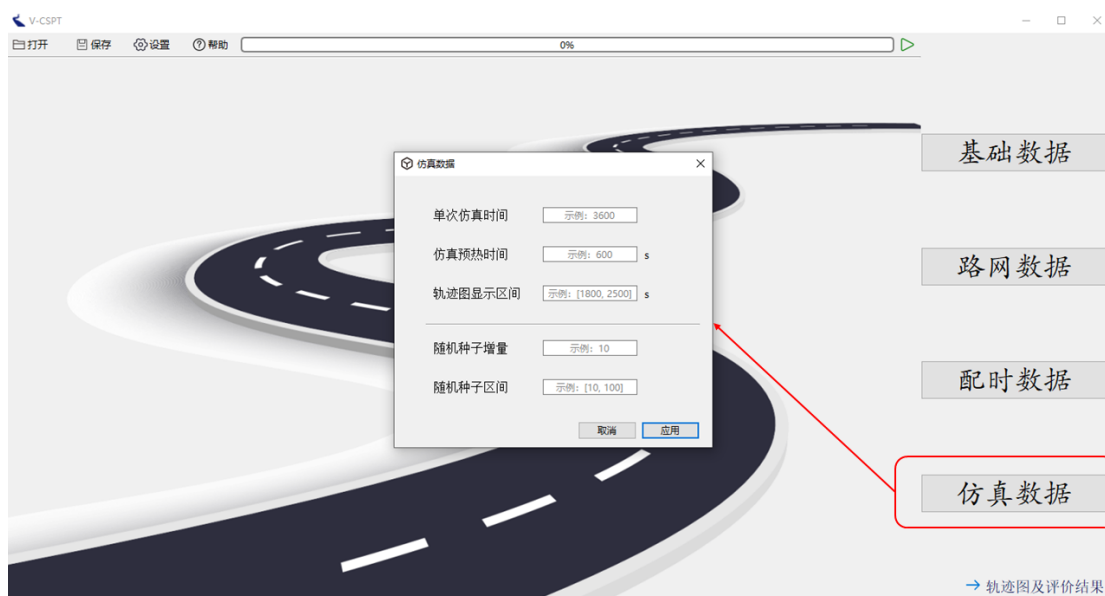 V-CSPT
打开 保存 设置 帮助 0%
基础数据
仿真数据
单次仿真时间 示例: 3600
仿真预热时间 示例: 600 s
轨迹图显示区间 示例: [1800, 2500] s
随机种子增量 示例: 10
随机种子区间 示例: [10, 100]
取消 应用
路网数据
配时数据
仿真数据
轨迹图及评价结果